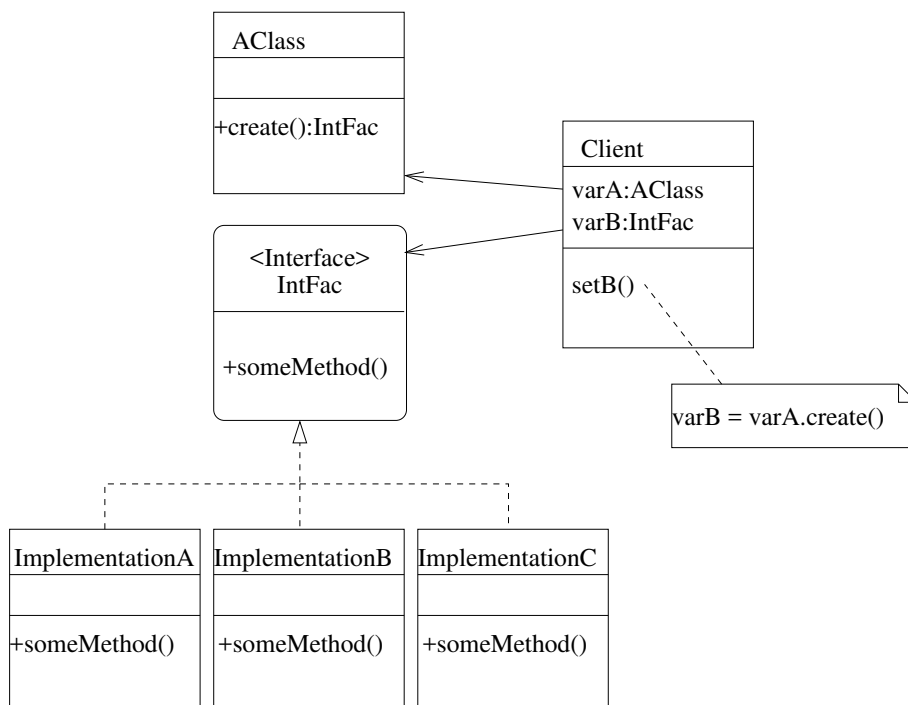 AClass
+create():IntFac
Client
varA:AClass
varB:IntFac
setB()
<Interface>
IntFac
+someMethod()
varB = varA.create()
ImplementationA
+someMethod()
ImplementationB
+someMethod()
ImplementationC
+someMethod()